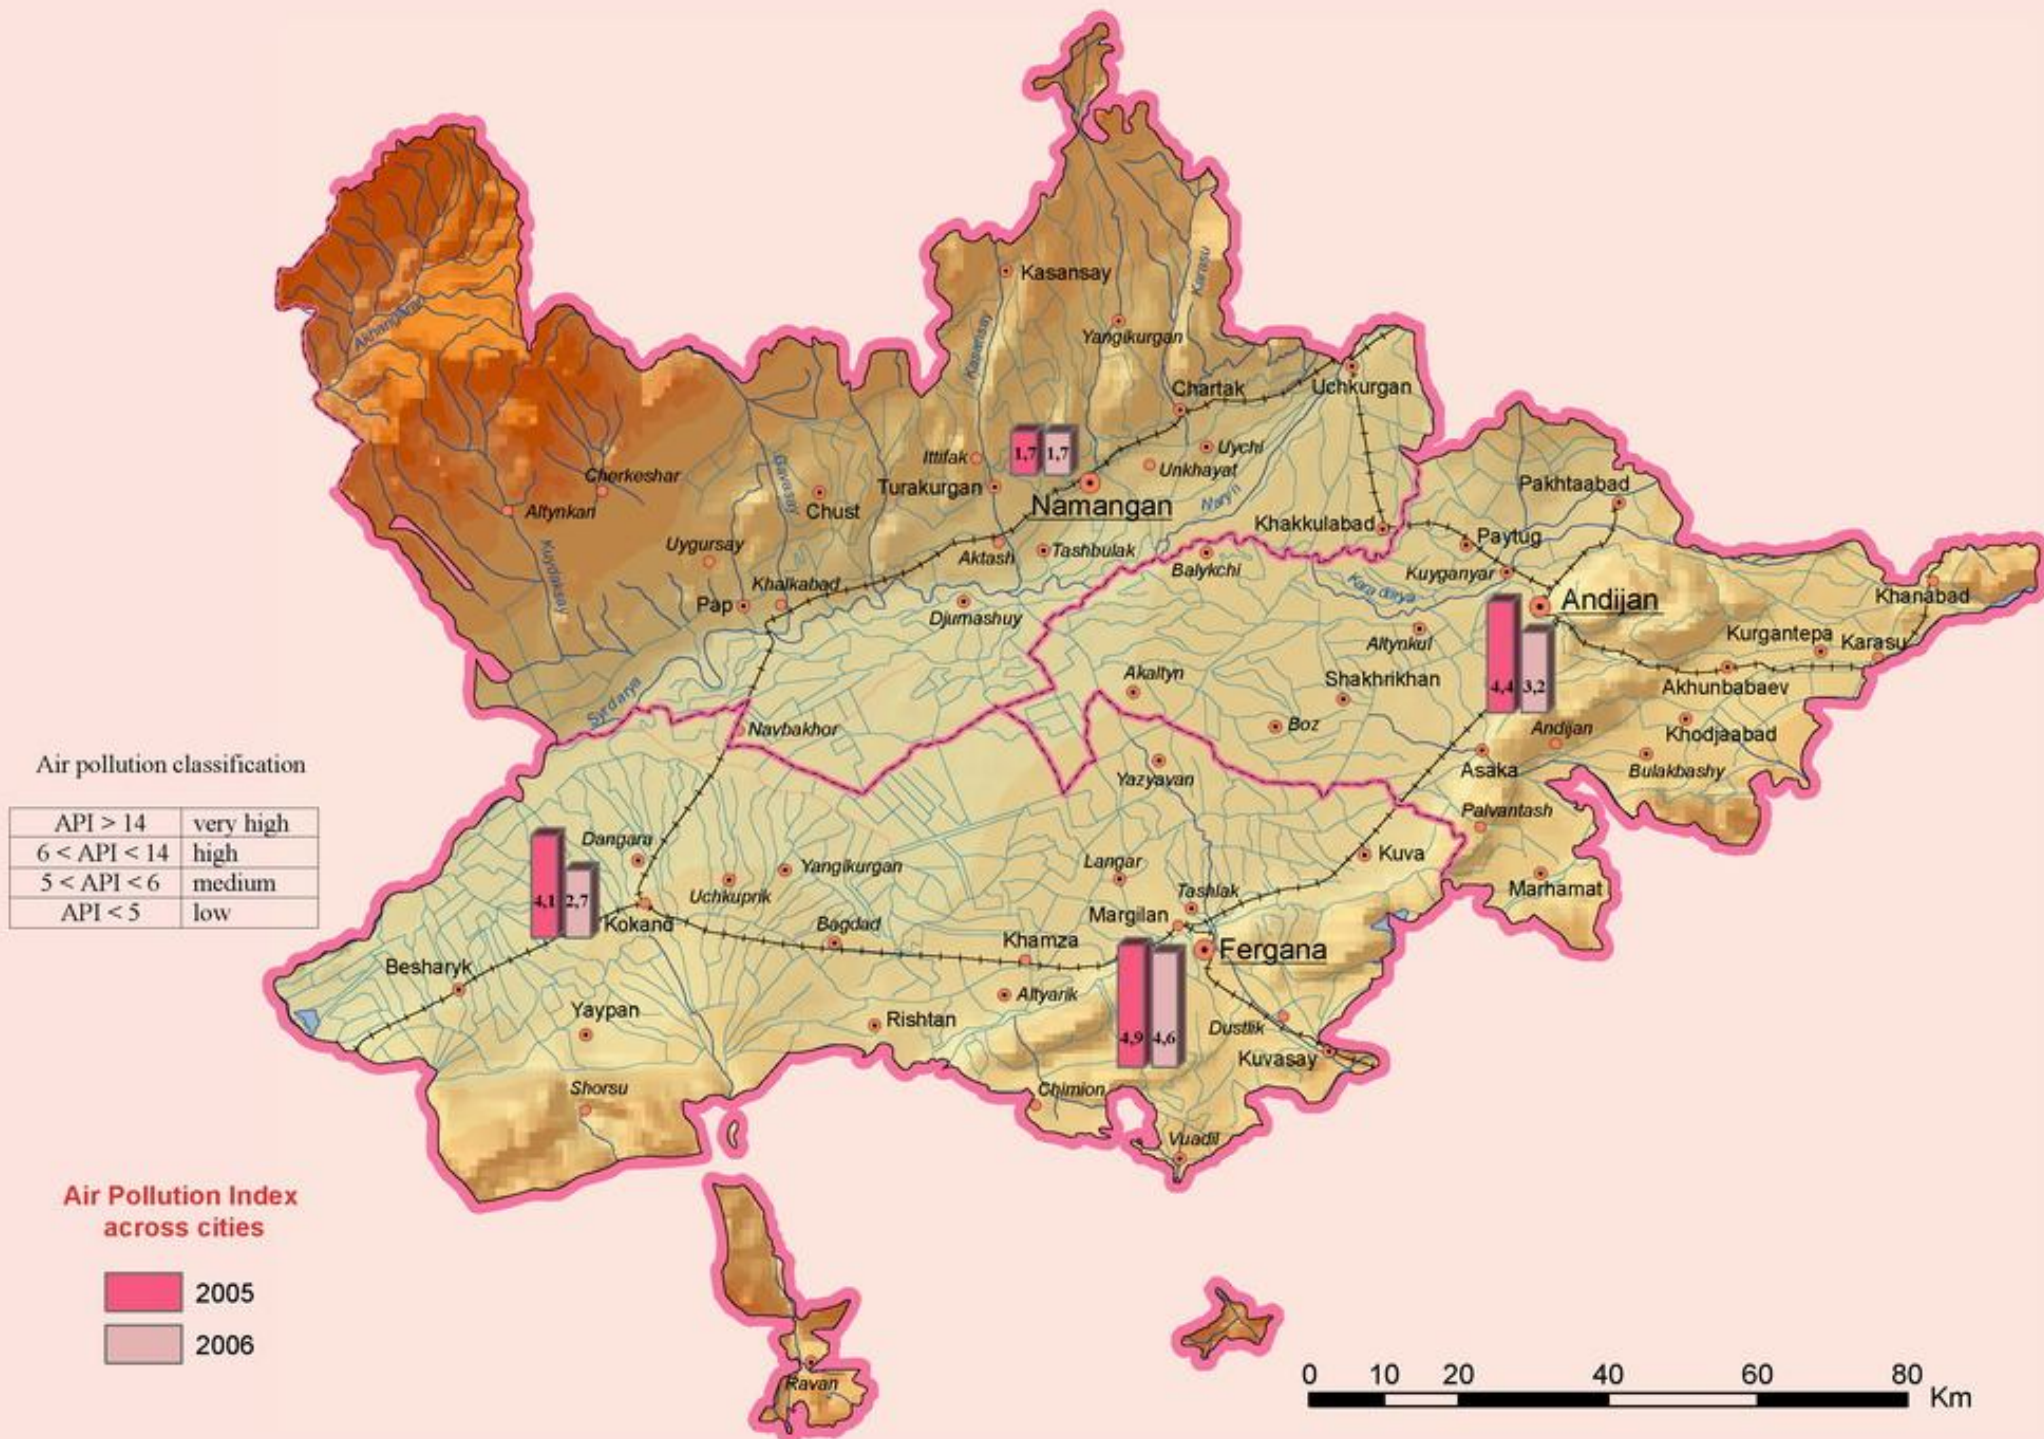 Kasansay
Karasu
Yangikurgan
Kasansay
Akhangaran
Chartak
Uchkurgan
1,7 1,7
Uychi
Ittifak
Unkhayat
Cherkeshar
Turakurgan
Namangan
Naryn
Pakhtaabad
Altynkan
Gavasay
Chust
Khakkulabad
Paytug
Uygursay
Aktash
Tashbulak
Balykchi
Kuyganyar
Kuydaksay
Khalkabad
Kara darya
Khanabad
Pap
Djumashuy
Andijan
Altynkul
Kurgantepa
Karasu
Akaltyn
Shakhrikhan
4,4 3,2
Akhunbabaev
Syrdarya
Navbakhor
Boz
Andijan
Khodjaabad
Yazyavan
Asaka
Bulakbashy
Air pollution classification
API > 14 very high
6 < API < 14 high
5 < API < 6 medium
API < 5 low
Palvantash
Dangara
Kuva
Yangikurgan
Langar
4,1 2,7
Uchkuprik
Tashlak
Marhamat
Kokand
Bagdad
Margilan
Khamza
Fergana
Besharyk
Altyarik
Yaypan
Rishtan
4,9 4,6
Dustlik
Kuvasay
Shorsu
Chimion
Vuadil
Air Pollution Index
across cities
2005
2006
Ravan
0 10 20 40 60 80
Km